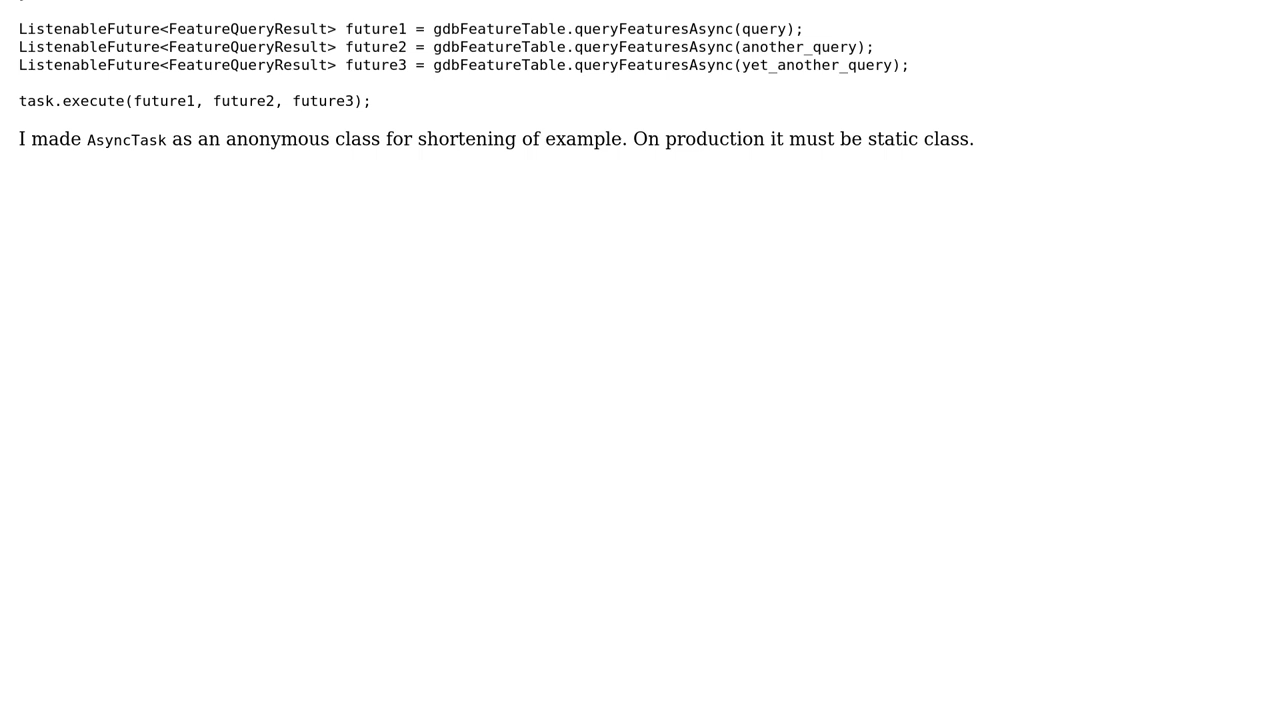 ListenableFuture<FeatureQueryResult> future1 = gdbFeatureTable.queryFeaturesAsync(query);
ListenableFuture<FeatureQueryResult> future2 = gdbFeatureTable.queryFeaturesAsync(another_query);
ListenableFuture<FeatureQueryResult> future3 = gdbFeatureTable.queryFeaturesAsync(yet_another_query);
task.execute(future1, future2, future3);
I made AsyncTask as an anonymous class for shortening of example. On production it must be static class.